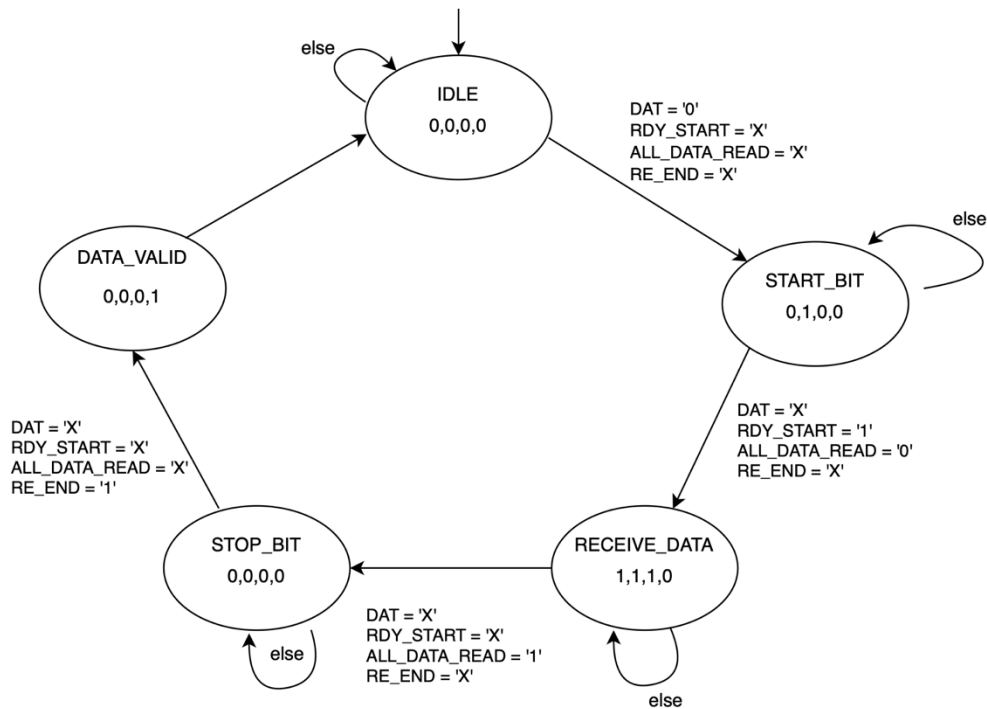 else
IDLE
0,0,0,0
DAT = '0'
RDY_START = 'X'
ALL_DATA_READ = 'X'
RE_END = 'X'
else
DATA_VALID
0,0,0,1
START_BIT
0,1,0,0
DAT = 'X'
RDY_START = '1'
ALL_DATA_READ = '0'
RE_END = 'X'
DAT = 'X'
RDY_START = 'X'
ALL_DATA_READ = 'X'
RE_END = '1'
STOP_BIT
0,0,0,0
RECEIVE_DATA
1,1,1,0
DAT = 'X'
RDY_START = 'X'
ALL_DATA_READ = '1'
RE_END = 'X'
else
else